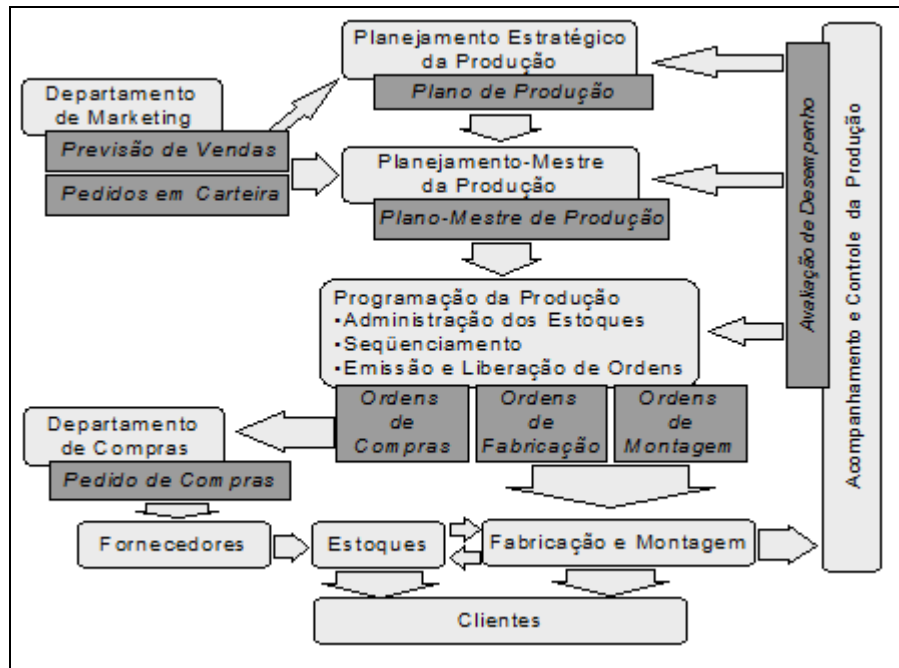 Planejamento Estratégico
da Produção
Plano de Produção
Departamento
de Marketing
Previsão de Vendas
Pedidos em Carteira
Planejamento-Mestre
da Produção
Plano-Mestre de Produção
Programação da Produção
▪Administração dos Estoques
▪Seqüenciamento
▪Emissão e Liberação de Ordens
Ordens
de
Compras
Ordens
de
Fabricação
Ordens
de
Montagem
Departamento
de Compras
Pedido de Compras
Fornecedores
Estoques
Fabricação e Montagem
Clientes
Avaliação de Desempenho
Acompanhamento e Controle da Produção